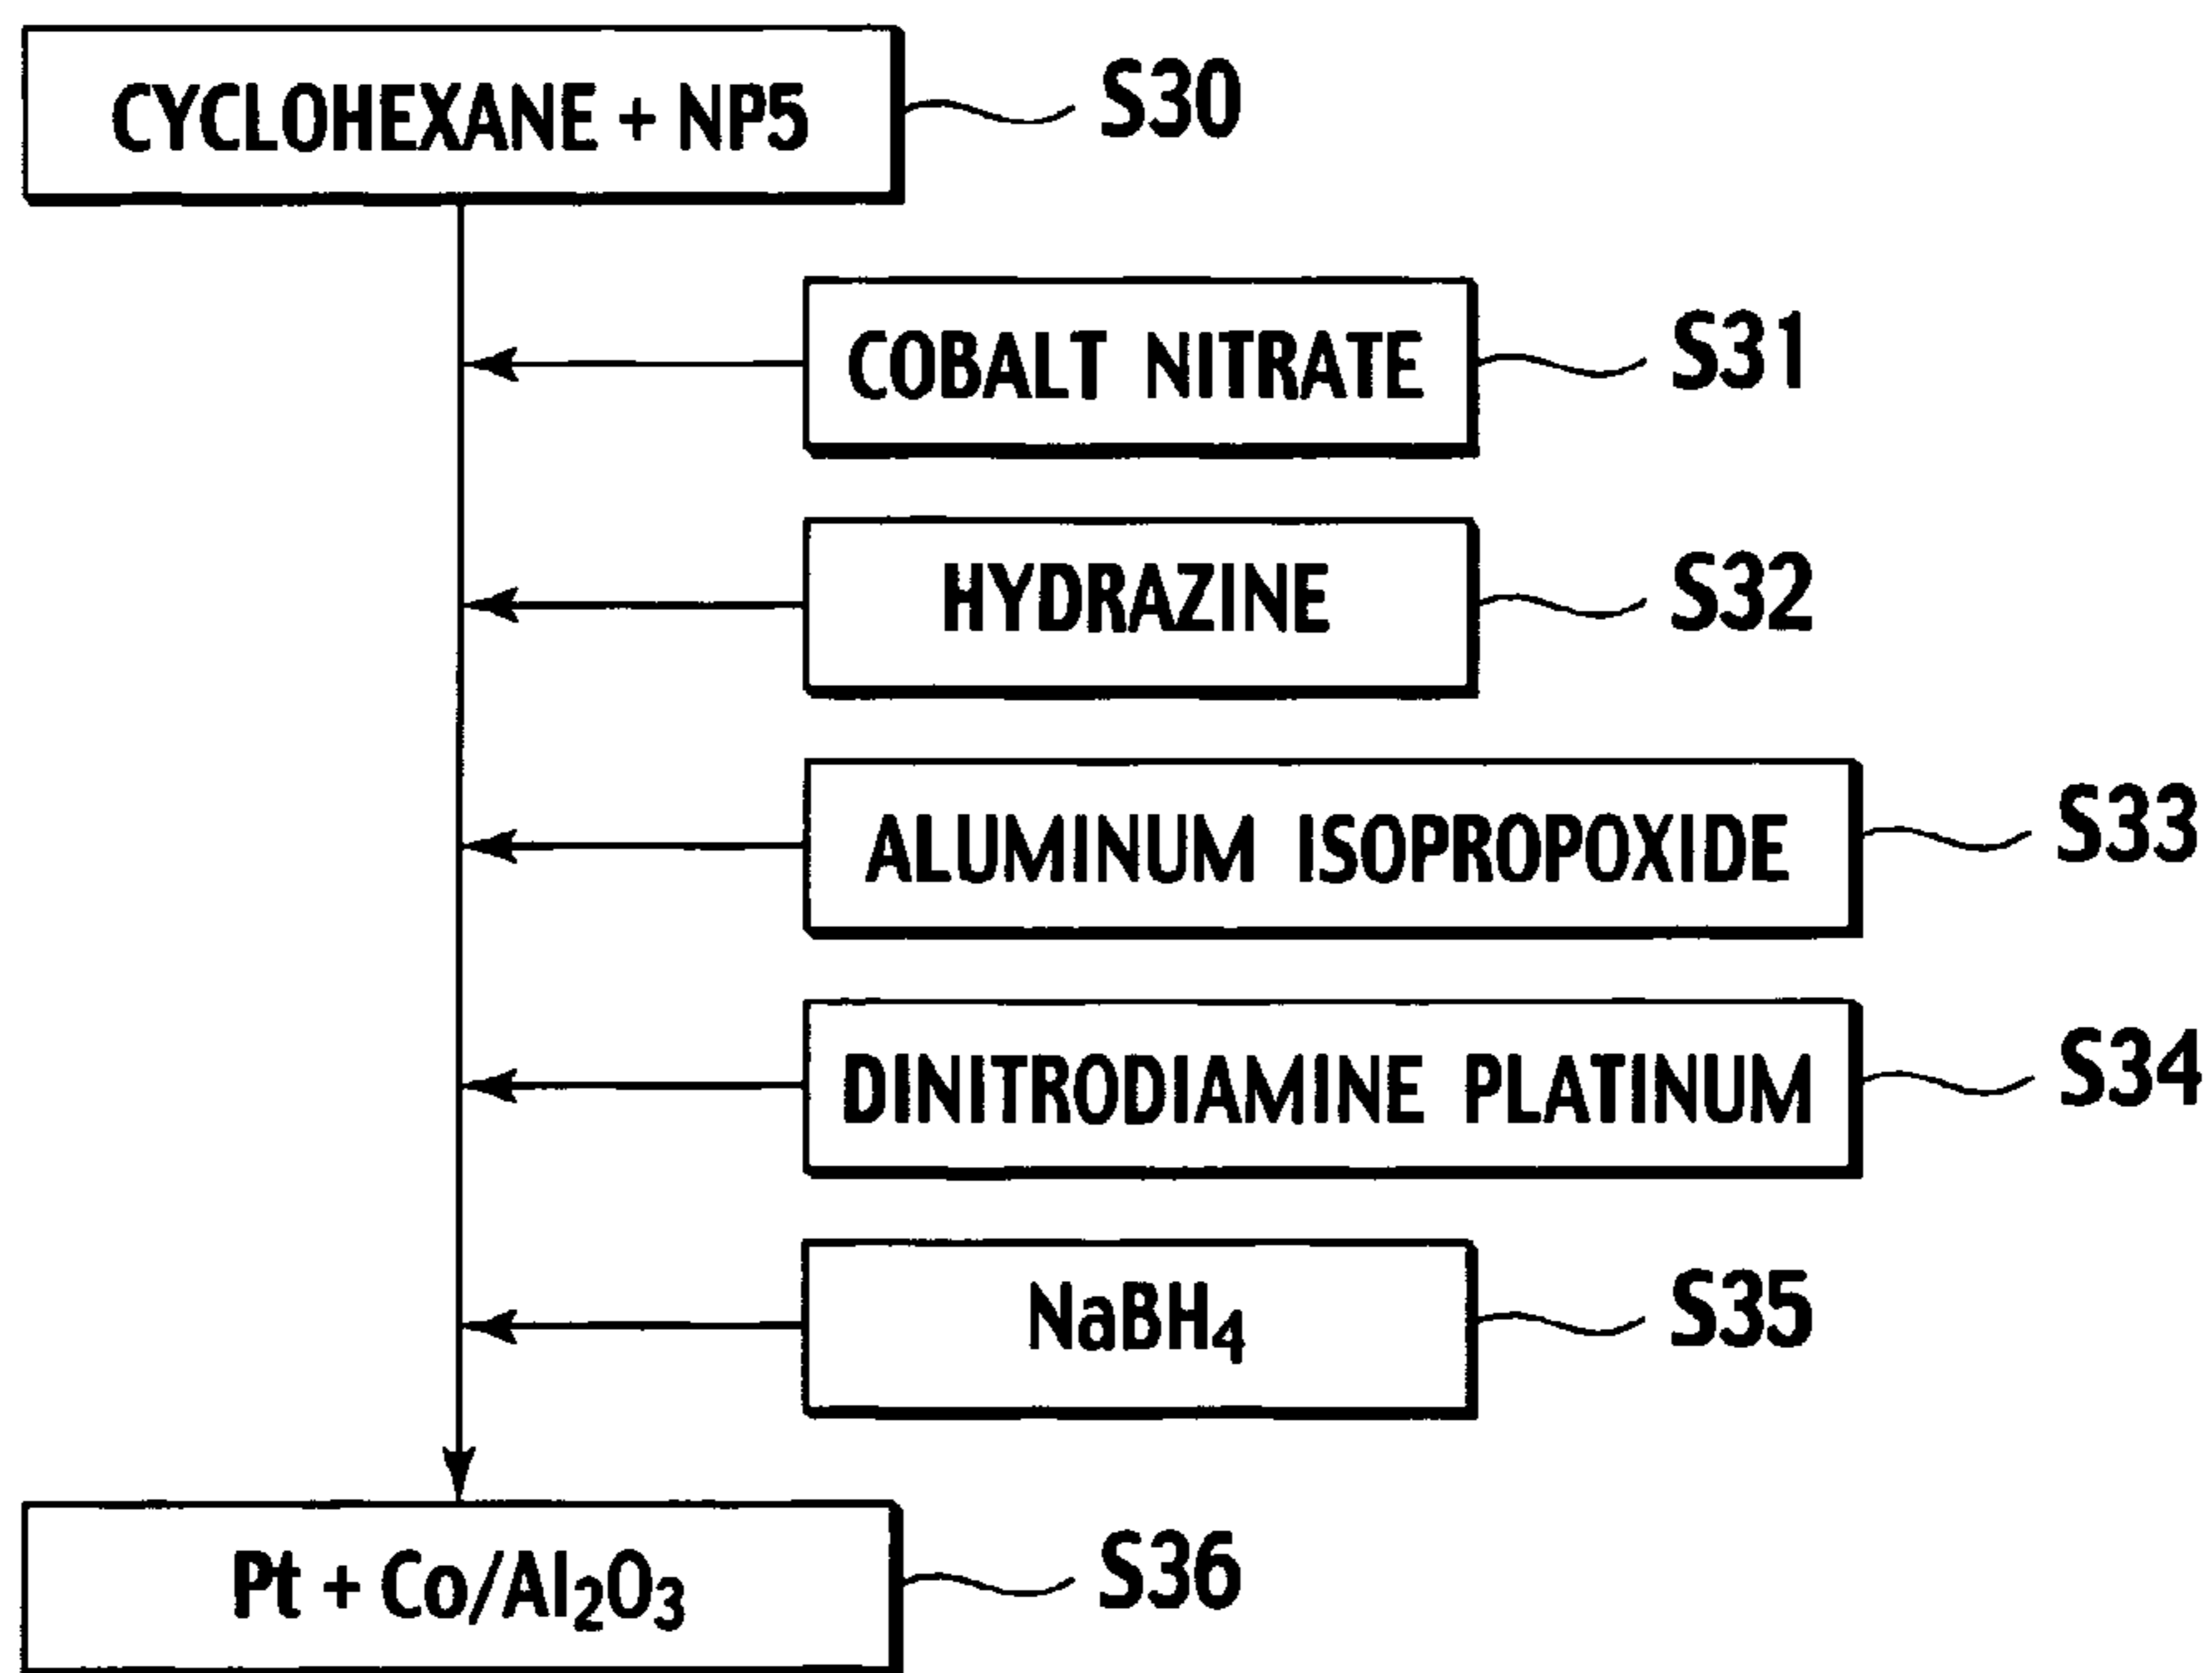 CYCLOHEXANE + NP5 S30
COBALT NITRATE S31
HYDRAZINE S32
ALUMINUM ISOPROPOXIDE S33
DINITRODIAMINE PLATINUM S34
NaBH₄ S35
Pt + Co/Al₂O₃ S36